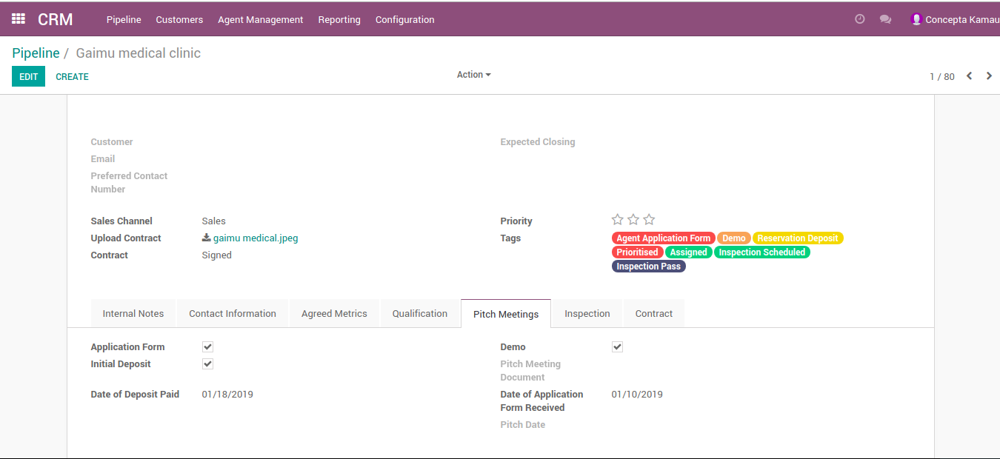 CRM Pipeline Customers Agent Management Reporting Configuration Concepta Kamau
Pipeline / Gaimu medical clinic
EDIT CREATE Action 1 / 80
Customer Expected Closing
Email
Preferred Contact
Number
Sales Channel Sales Priority
Upload Contract gaimu medical.jpeg Tags Agent Application Form Demo Reservation Deposit
Contract Signed Prioritised Assigned Inspection Scheduled
Inspection Pass
Internal Notes Contact Information Agreed Metrics Qualification Pitch Meetings Inspection Contract
Application Form Demo
Initial Deposit Pitch Meeting
Document
Date of Deposit Paid 01/18/2019 Date of Application 01/10/2019
Form Received
Pitch Date